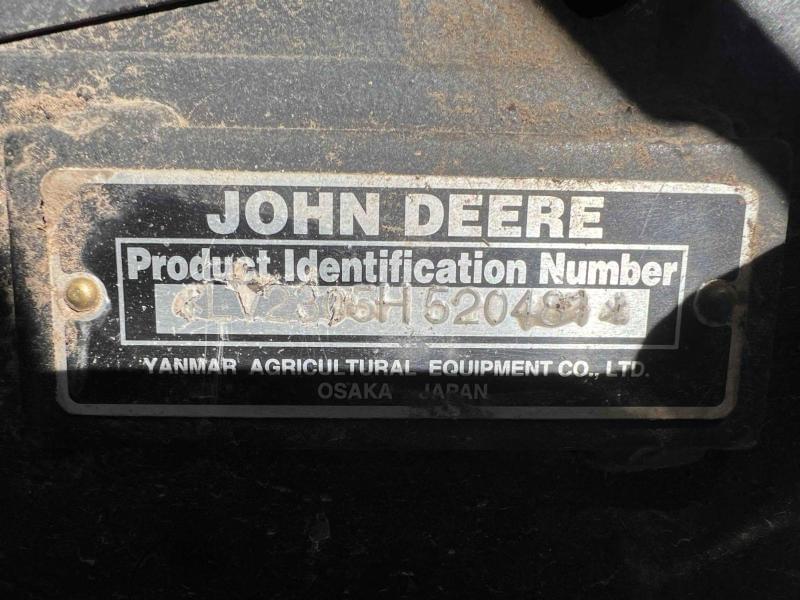 JOHN DEERE
Product Identification Number
YANMAR AGRICULTURAL EQUIPMENT CO., LTD.
OSAKA JAPAN